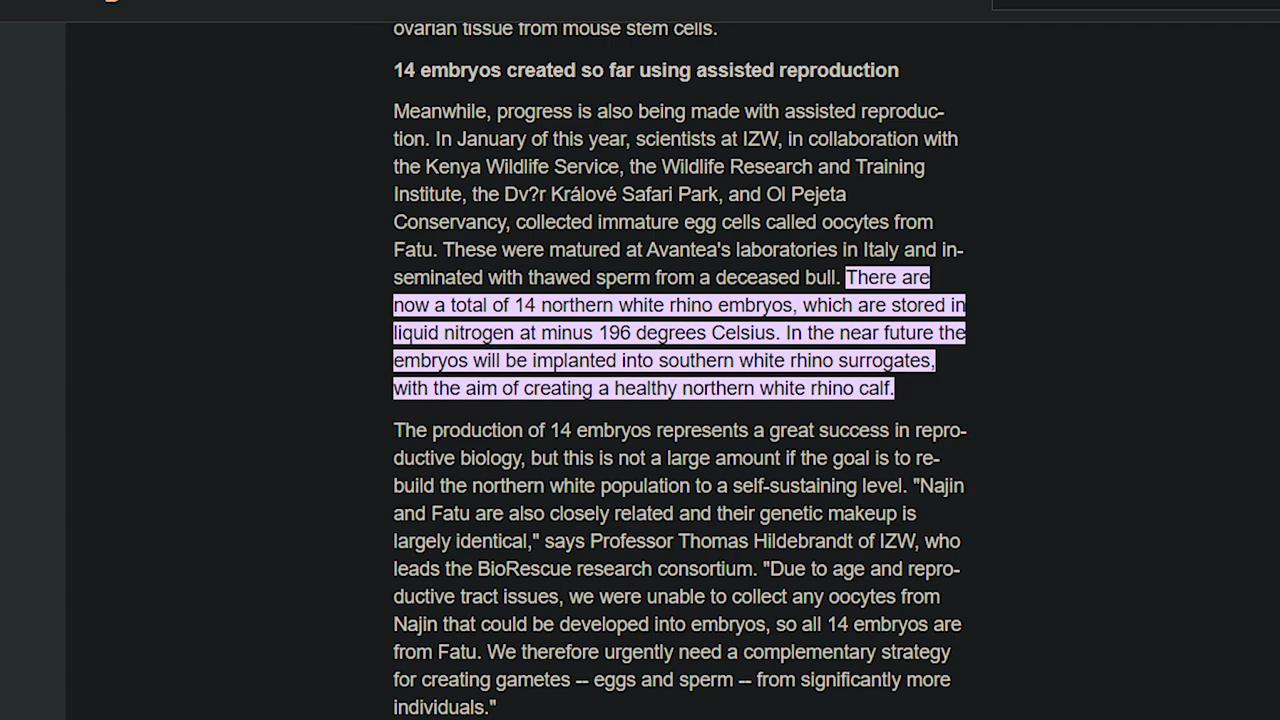 ovarian tissue from mouse stem cells.
14 embryos created so far using assisted reproduction
Meanwhile, progress is also being made with assisted reproduc-
tion. In January of this year, scientists at IZW, in collaboration with
the Kenya Wildlife Service, the Wildlife Research and Training
Institute, the Dv?r Králové Safari Park, and Ol Pejeta
Conservancy, collected immature egg cells called oocytes from
Fatu. These were matured at Avantea's laboratories in Italy and in-
seminated with thawed sperm from a deceased bull. There are
now a total of 14 northern white rhino embryos, which are stored in
liquid nitrogen at minus 196 degrees Celsius. In the near future the
embryos will be implanted into southern white rhino surrogates,
with the aim of creating a healthy northern white rhino calf.
The production of 14 embryos represents a great success in repro-
ductive biology, but this is not a large amount if the goal is to re-
build the northern white population to a self-sustaining level. "Najin
and Fatu are also closely related and their genetic makeup is
largely identical," says Professor Thomas Hildebrandt of IZW, who
leads the BioRescue research consortium. "Due to age and repro-
ductive tract issues, we were unable to collect any oocytes from
Najin that could be developed into embryos, so all 14 embryos are
from Fatu. We therefore urgently need a complementary strategy
for creating gametes -- eggs and sperm -- from significantly more
individuals."